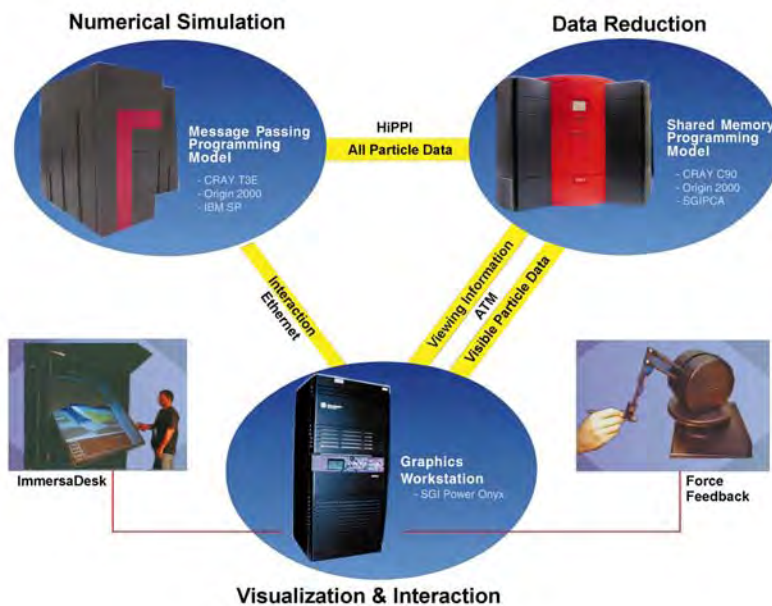 Numerical Simulation
Data Reduction
Message Passing
Programming
Model
- CRAY T3E
- Origin 2000
- IBM SP
HiPPI
All Particle Data
Shared Memory
Programming
Model
- CRAY C90
- Origin 2000
- SGIPCA
Interaction
Ethernet
Viewing Information
ATM
Visible Particle Data
ImmersaDesk
Graphics
Workstation
- SGI Power Onyx
Force
Feedback
Visualization & Interaction